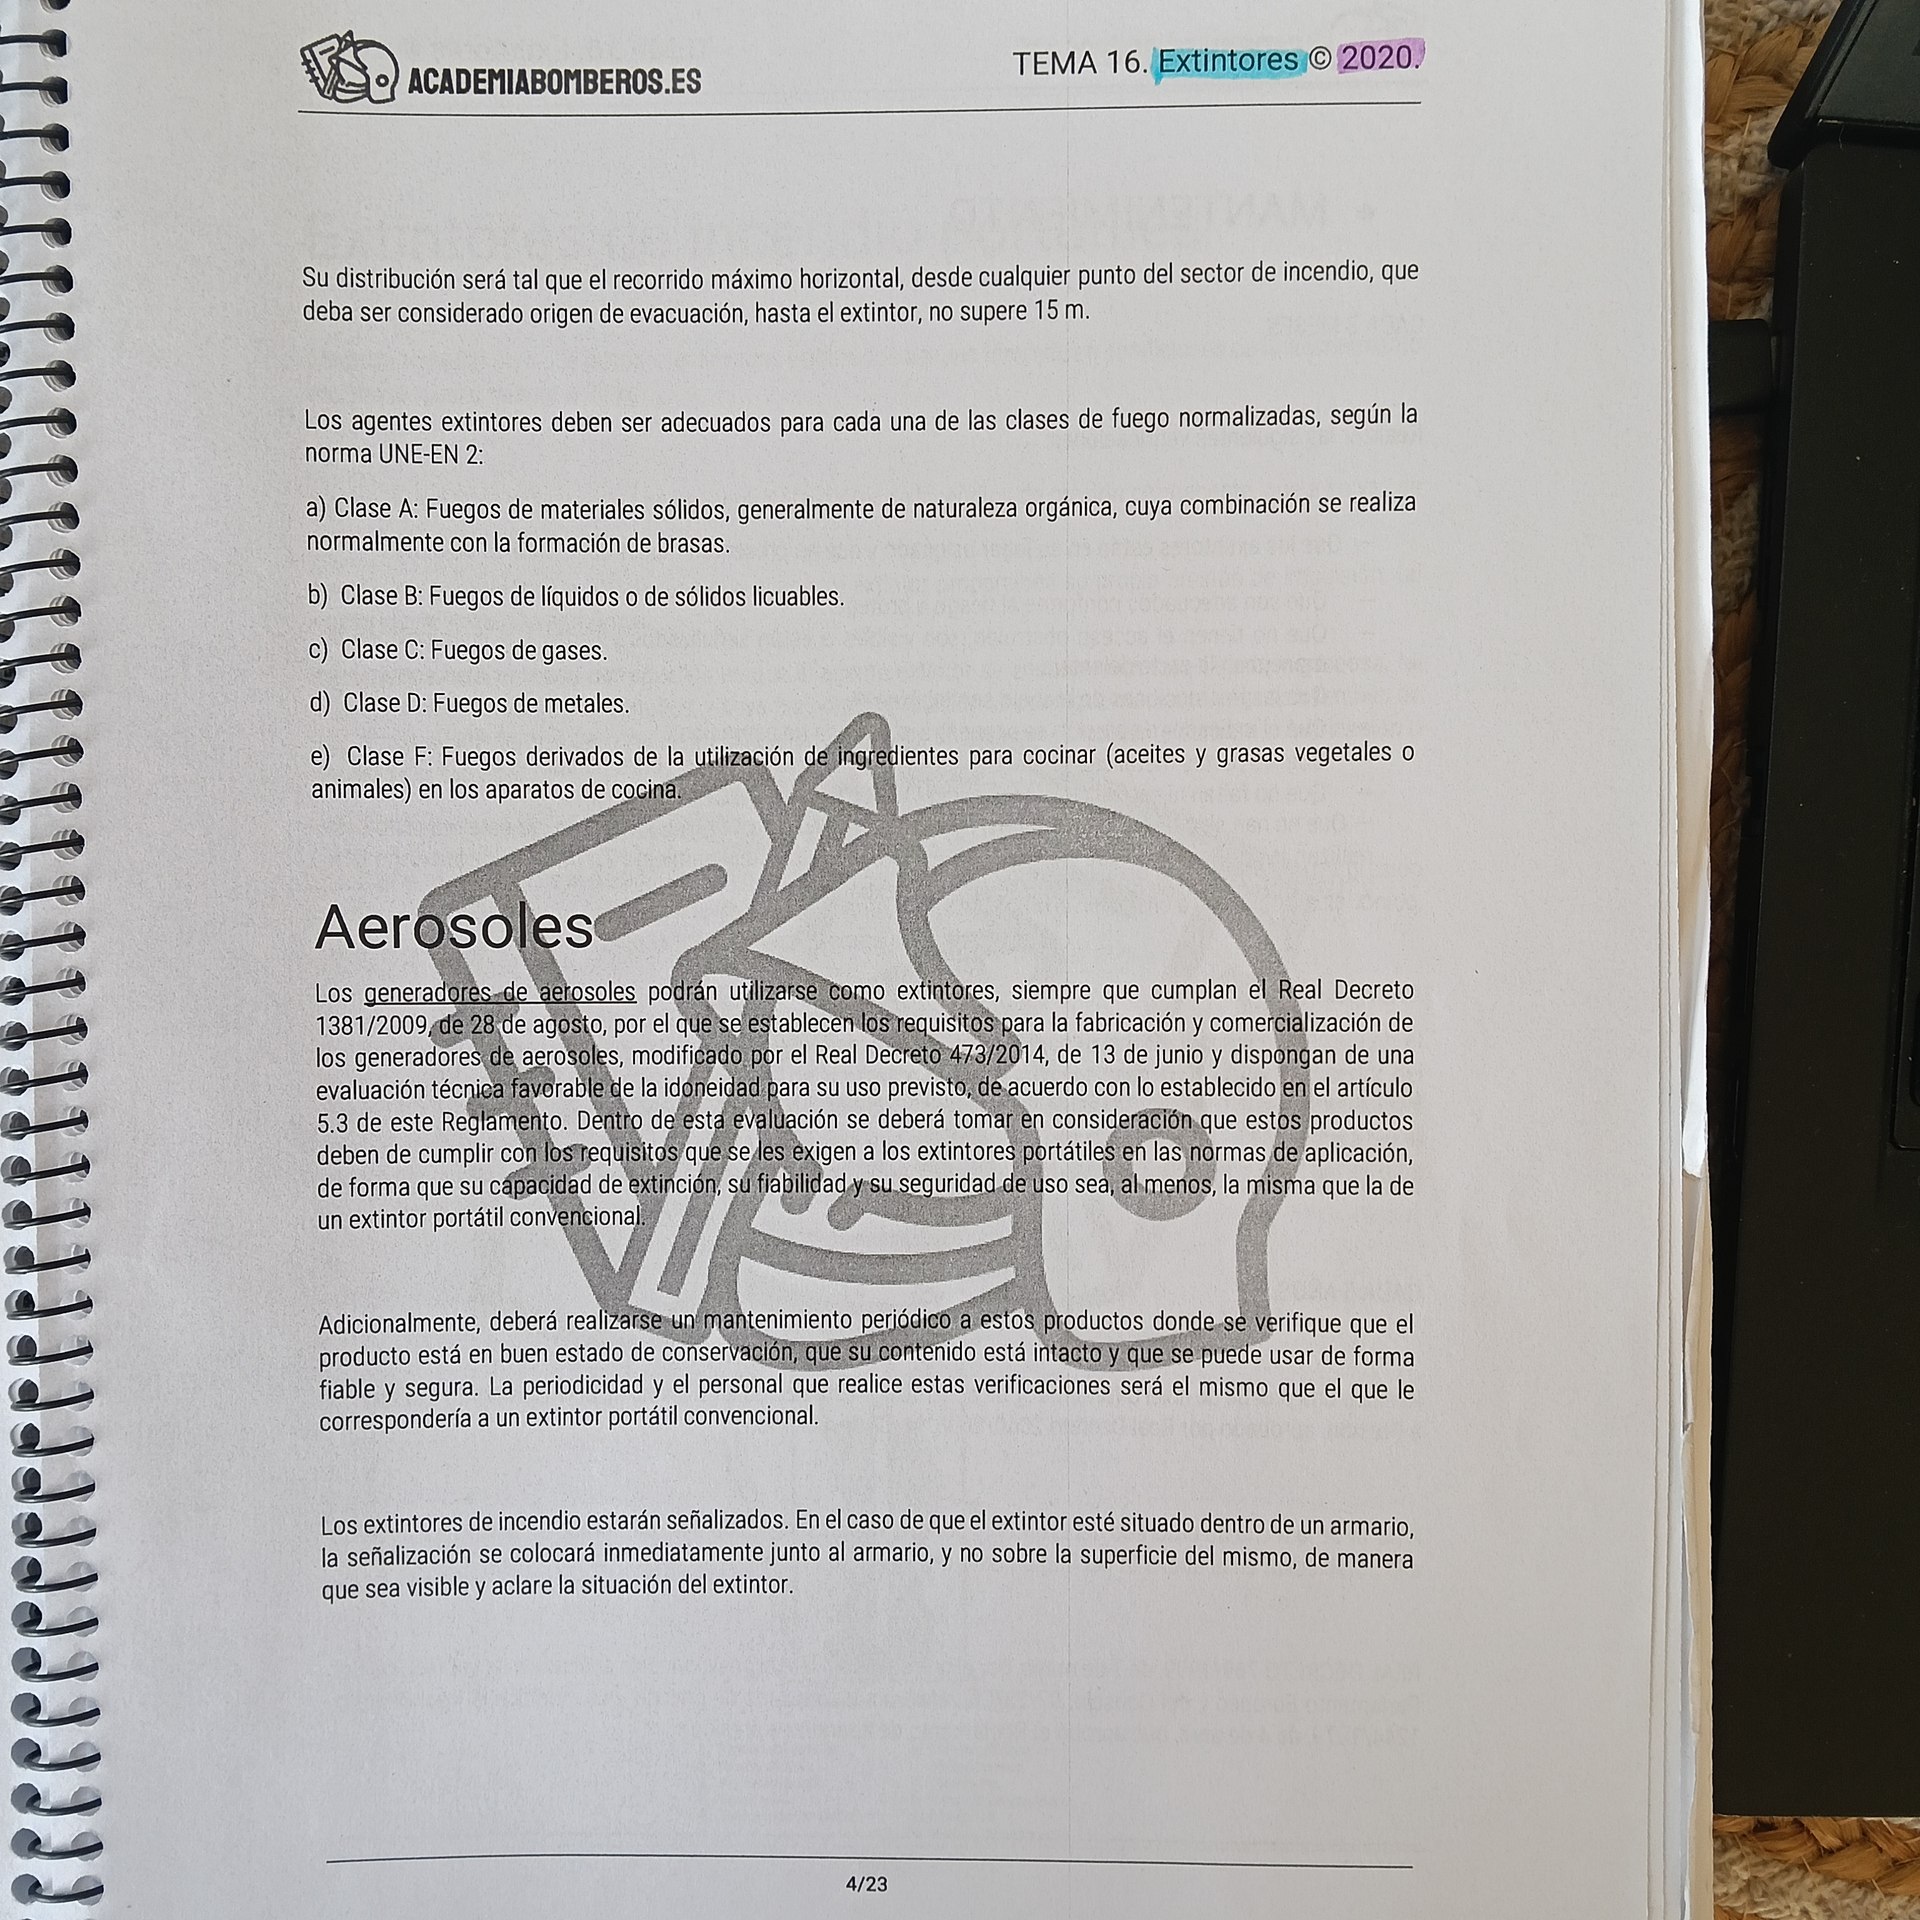 ACADEMIABOMBEROS.ES
TEMA 16. Extintores © 2020.
Su distribución será tal que el recorrido máximo horizontal, desde cualquier punto del sector de incendio, que
deba ser considerado origen de evacuación, hasta el extintor, no supere 15 m.
Los agentes extintores deben ser adecuados para cada una de las clases de fuego normalizadas, según la
norma UNE-EN 2:
a) Clase A: Fuegos de materiales sólidos, generalmente de naturaleza orgánica, cuya combinación se realiza
normalmente con la formación de brasas.
b) Clase B: Fuegos de líquidos o de sólidos licuables.
c) Clase C: Fuegos de gases.
d) Clase D: Fuegos de metales.
e) Clase F: Fuegos derivados de la utilización de ingredientes para cocinar (aceites y grasas vegetales o
animales) en los aparatos de cocina.
Aerosoles
Los generadores de aerosoles podrán utilizarse como extintores, siempre que cumplan el Real Decreto
1381/2009, de 28 de agosto, por el que se establecen los requisitos para la fabricación y comercialización de
los generadores de aerosoles, modificado por el Real Decreto 473/2014, de 13 de junio y dispongan de una
evaluación técnica favorable de la idoneidad para su uso previsto, de acuerdo con lo establecido en el artículo
5.3 de este Reglamento. Dentro de esta evaluación se deberá tomar en consideración que estos productos
deben de cumplir con los requisitos que se les exigen a los extintores portátiles en las normas de aplicación,
de forma que su capacidad de extinción, su fiabilidad y su seguridad de uso sea, al menos, la misma que la de
un extintor portátil convencional.
Adicionalmente, deberá realizarse un mantenimiento periódico a estos productos donde se verifique que el
producto está en buen estado de conservación, que su contenido está intacto y que se puede usar de forma
fiable y segura. La periodicidad y el personal que realice estas verificaciones será el mismo que el que le
correspondería a un extintor portátil convencional.
Los extintores de incendio estarán señalizados. En el caso de que el extintor esté situado dentro de un armario,
la señalización se colocará inmediatamente junto al armario, y no sobre la superficie del mismo, de manera
que sea visible y aclare la situación del extintor.
4/23